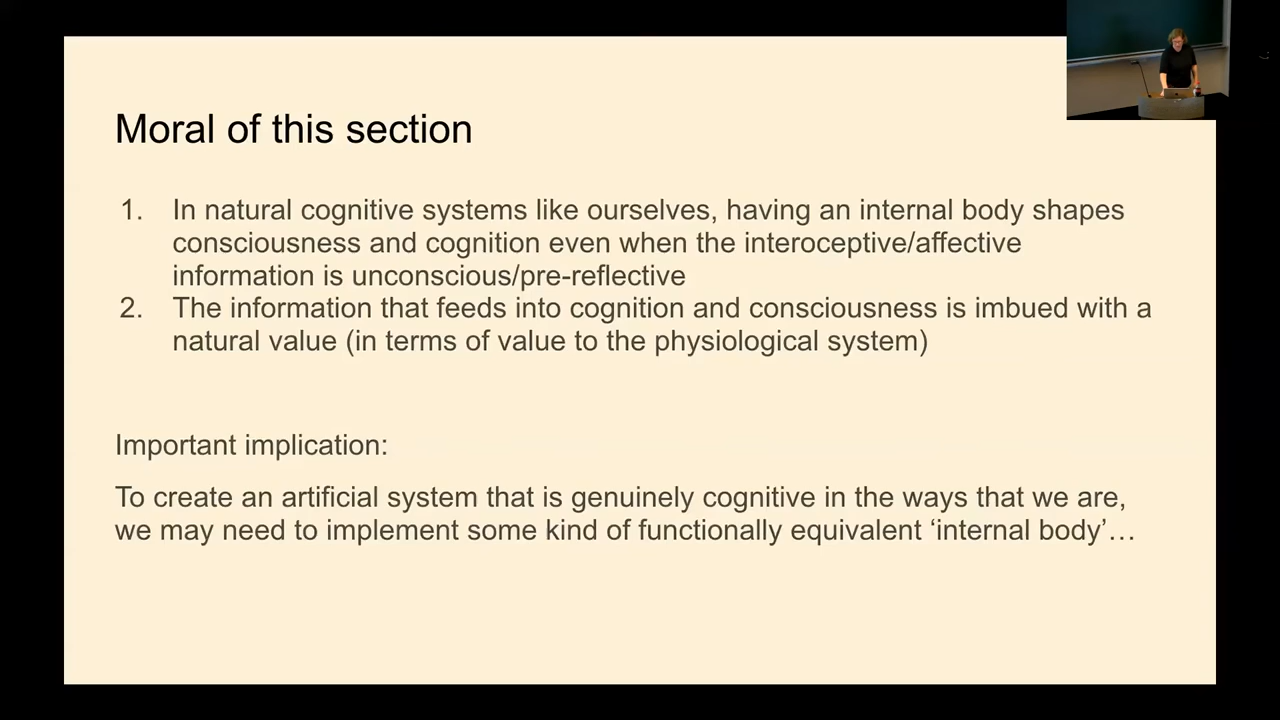 Moral of this section
1. In natural cognitive systems like ourselves, having an internal body shapes
consciousness and cognition even when the interoceptive/affective
information is unconscious/pre-reflective
2. The information that feeds into cognition and consciousness is imbued with a
natural value (in terms of value to the physiological system)
Important implication:
To create an artificial system that is genuinely cognitive in the ways that we are,
we may need to implement some kind of functionally equivalent ‘internal body’…